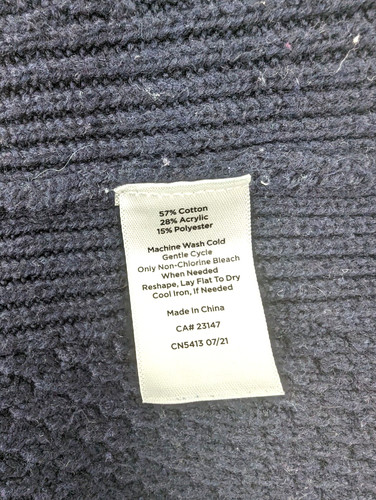 57% Cotton
28% Acrylic
15% Polyester
Machine Wash Cold
Gentle Cycle
Only Non-Chlorine Bleach
When Needed
Reshape, Lay Flat To Dry
Cool Iron, If Needed
Made In China
CA# 23147
CN5413 07/21